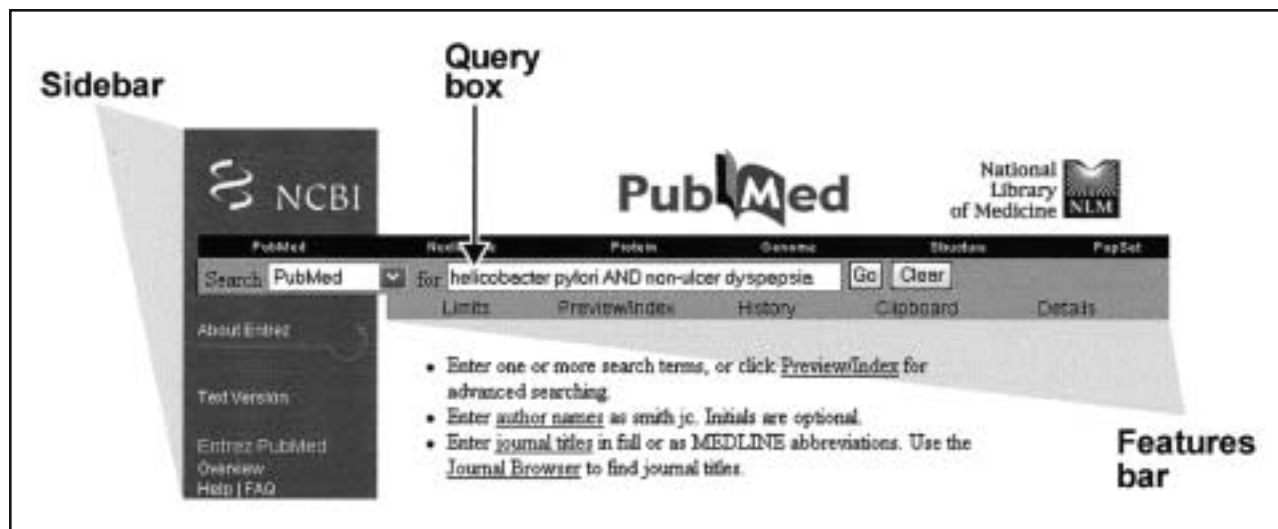 Query
box
Sidebar
NCBI
PubMed
National
Library
of Medicine NLM
PubMed Protein Genome Structure PopSet
Search PubMed for helicobacter pylori AND non-ulcer dyspepsia Go Clear
Limits Preview/Index History Clipboard Details
About Entrez
Text Version
Entrez PubMed
Overview
Help | FAQ
• Enter one or more search terms, or click Preview/Index for
advanced searching.
• Enter author names as smith jc. Initials are optional.
• Enter journal titles in full or as MEDLINE abbreviations. Use the
Journal Browser to find journal titles.
Features
bar